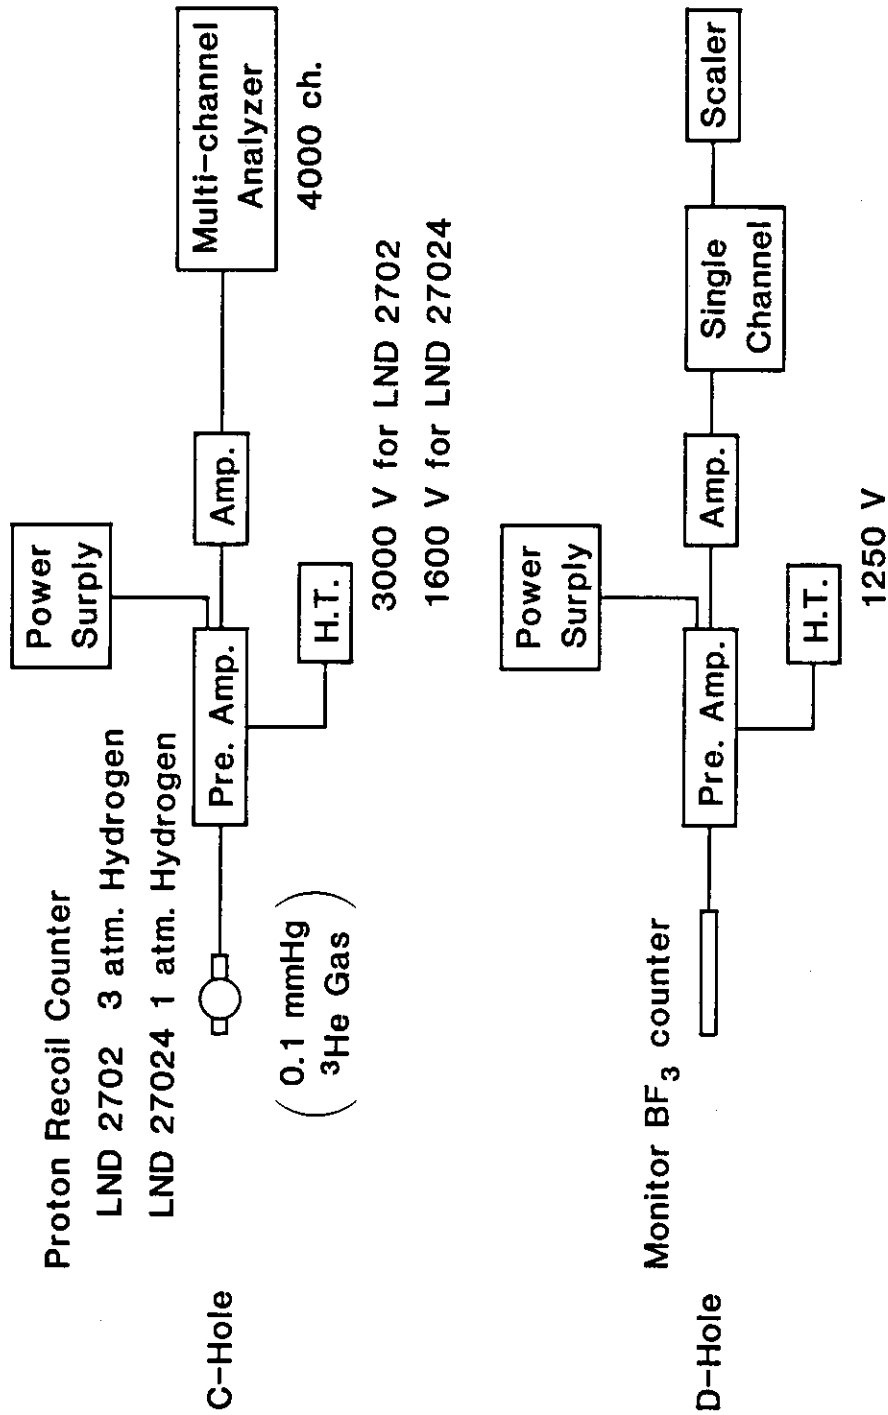 Proton Recoil Counter
LND 2702 3 atm. Hydrogen
LND 27024 1 atm. Hydrogen
Power
Surply
C-Hole
Pre. Amp.
Amp.
Multi-channel
Analyzer
4000 ch.
(0.1 mmHg
³He Gas)
H.T.
3000 V for LND 2702
1600 V for LND 27024
Monitor BF₃ counter
Power
Surply
D-Hole
Pre. Amp.
Amp.
Single
Channel
Scaler
H.T.
1250 V